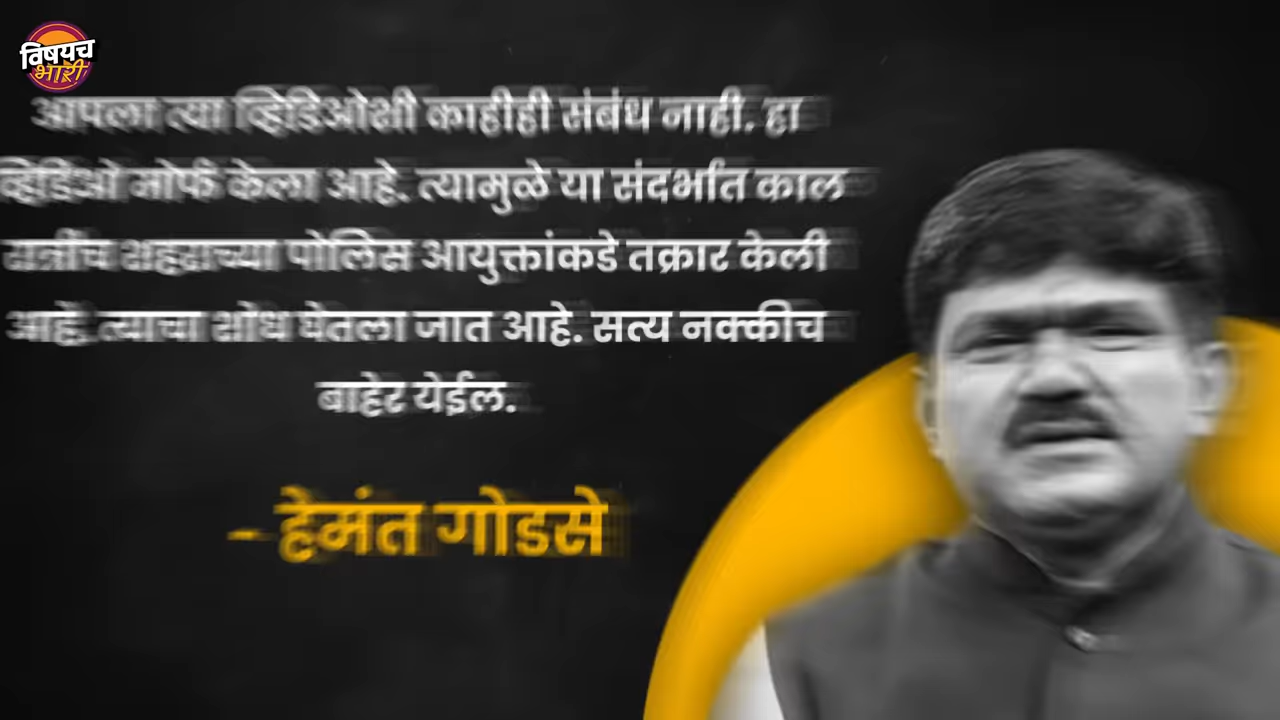 विषयच
भारी
आपला त्या व्हिडिओशी काहीही संबंध नाही. हा
व्हिडिओ मोर्फ केला आहे. त्यामुळे या संदर्भात काल
रात्रीच शहराच्या पोलिस आयुक्तांकडे तक्रार केली
आहे. त्याचा शोध घेतला जात आहे. सत्य नक्कीच
बाहेर येईल.
- हेमंत गोडसे